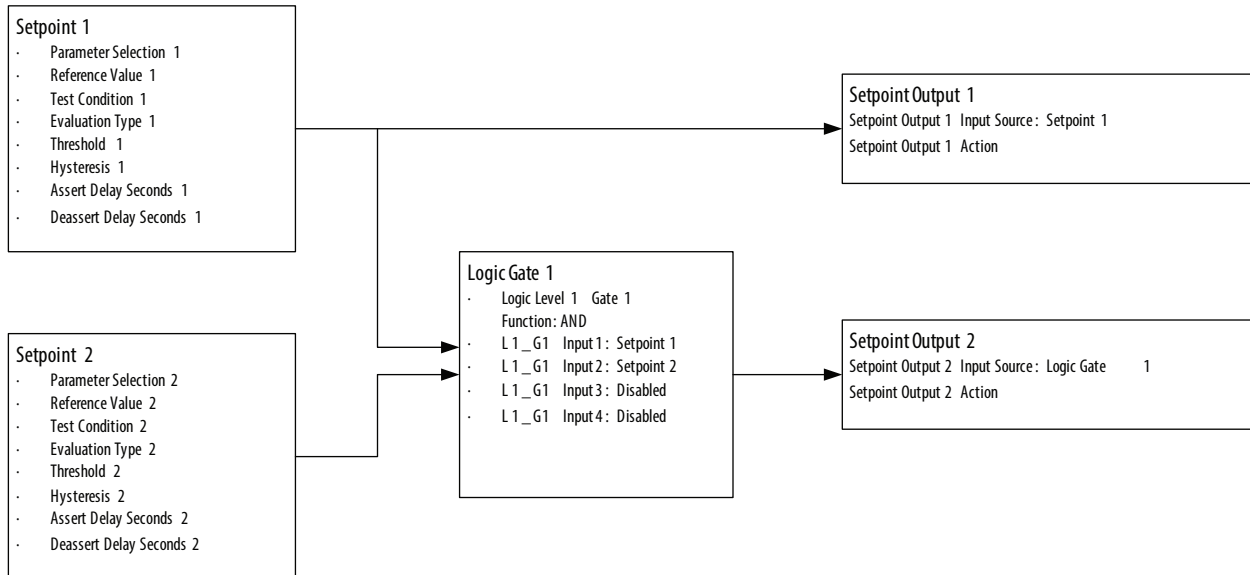 Setpoint 1
· Parameter Selection 1
· Reference Value 1
· Test Condition 1
· Evaluation Type 1
· Threshold 1
· Hysteresis 1
· Assert Delay Seconds 1
· Deassert Delay Seconds 1
Setpoint Output 1
Setpoint Output 1 Input Source: Setpoint 1
Setpoint Output 1 Action
Logic Gate 1
· Logic Level 1 Gate 1
Function: AND
· L1_G1 Input 1: Setpoint 1
· L1_G1 Input 2: Setpoint 2
· L1_G1 Input 3: Disabled
· L1_G1 Input 4: Disabled
Setpoint 2
· Parameter Selection 2
· Reference Value 2
· Test Condition 2
· Evaluation Type 2
· Threshold 2
· Hysteresis 2
· Assert Delay Seconds 2
· Deassert Delay Seconds 2
Setpoint Output 2
Setpoint Output 2 Input Source: Logic Gate 1
Setpoint Output 2 Action